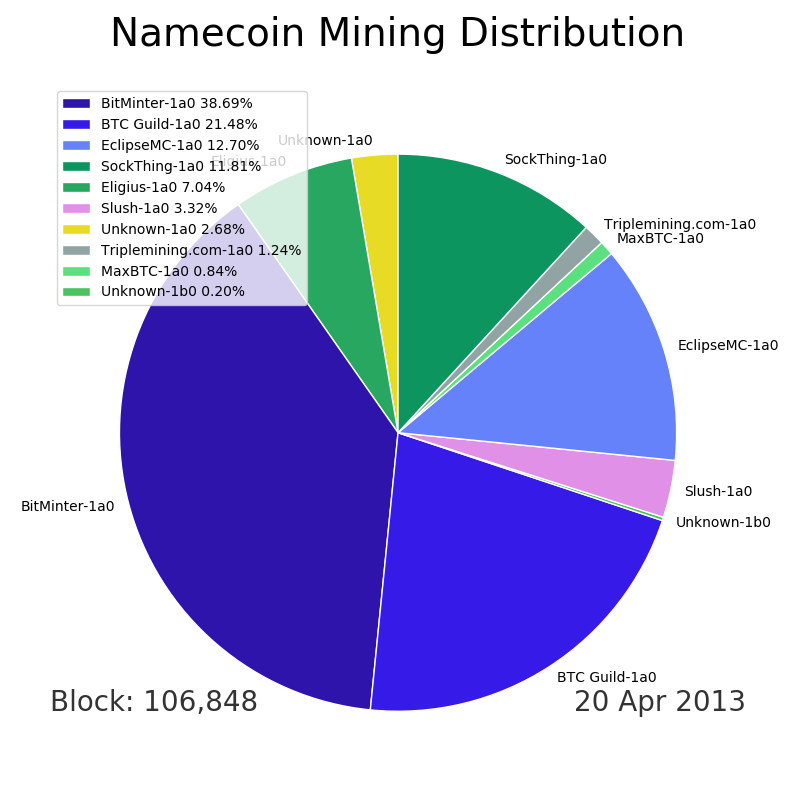 Namecoin Mining Distribution
BitMinter-1a0 38.69%
BTC Guild-1a0 21.48%
EclipseMC-1a0 12.70%
SockThing-1a0 11.81%
Eligius-1a0 7.04%
Slush-1a0 3.32%
Unknown-1a0 2.68%
Triplemining.com-1a0 1.24%
MaxBTC-1a0 0.84%
Unknown-1b0 0.20%
Unknown-1a0
Eligius-1a0
SockThing-1a0
Triplemining.com-1a0
MaxBTC-1a0
EclipseMC-1a0
Slush-1a0
Unknown-1b0
BitMinter-1a0
BTC Guild-1a0
Block: 106,848
20 Apr 2013